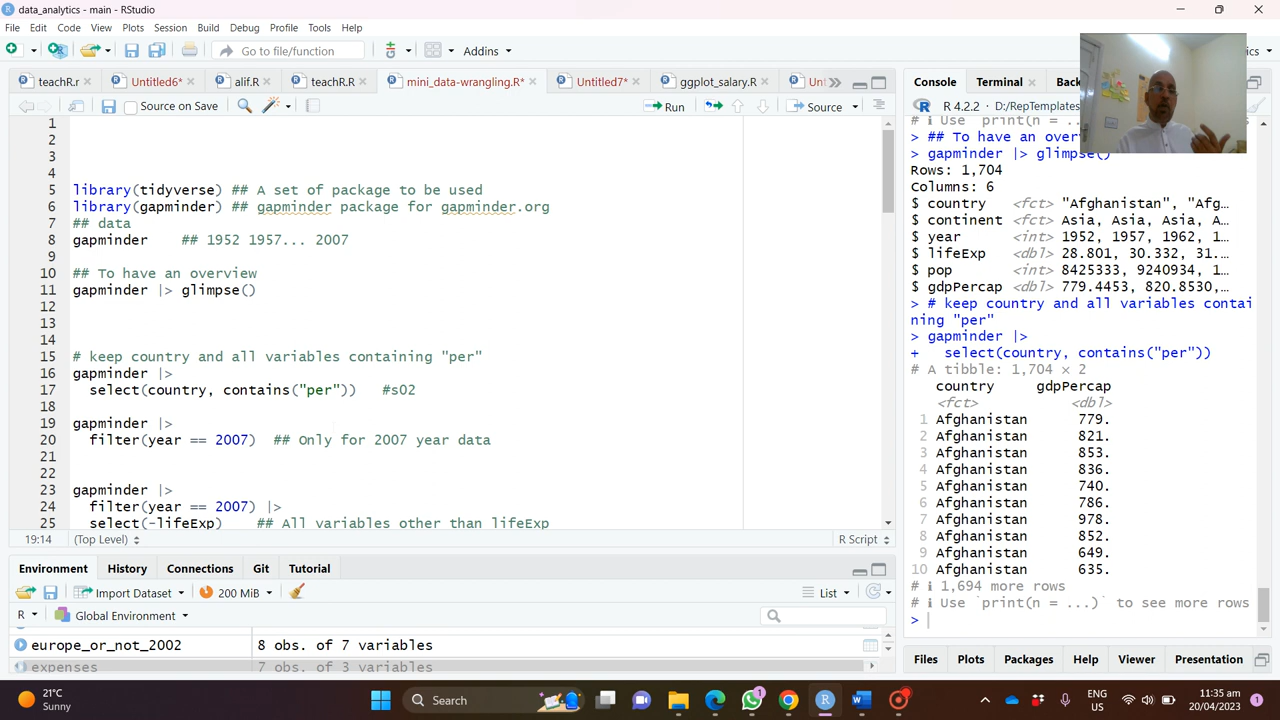 data_analytics - main - RStudio
File Edit Code View Plots Session Build Debug Profile Tools Help
Go to file/function
Addins
teachr.r
Untitled6*
alif.R
teachR.R
mini_data-wrangling.R*
Untitled7*
ggplot_salary.R
Source on Save
Run
Source
1
2
3
4
5 library(tidyverse) ## A set of package to be used
6 library(gapminder) ## gapminder package for gapminder.org
7 ## data
8 gapminder ## 1952 1957... 2007
9
10 ## To have an overview
11 gapminder |> glimpse()
12
13
14
15 # keep country and all variables containing "per"
16 gapminder |>
17 select(country, contains("per")) #s02
18
19 gapminder |>
20 filter(year == 2007) ## Only for 2007 year data
21
22
23 gapminder |>
24 filter(year == 2007) |>
25 select(-lifeExp) ## All variables other than lifeExp
19:14 (Top Level) R Script
Environment History Connections Git Tutorial
Import Dataset 200 MiB List
R Global Environment
europe_or_not_2002 8 obs. of 7 variables
expenses 7 obs. of 3 variables
Console Terminal
R 4.2.2 · D:/RepTemplates
# ℹ Use `print(n = ...
> ## To have an over
> gapminder |> glimpse()
Rows: 1,704
Columns: 6
$ country <fct> "Afghanistan", "Afg…
$ continent <fct> Asia, Asia, Asia, A…
$ year <int> 1952, 1957, 1962, 1…
$ lifeExp <dbl> 28.801, 30.332, 31.…
$ pop <int> 8425333, 9240934, 1…
$ gdpPercap <dbl> 779.4453, 820.8530,…
> # keep country and all variables contai
ning "per"
> gapminder |>
+ select(country, contains("per"))
# A tibble: 1,704 × 2
country gdpPercap
<fct> <dbl>
1 Afghanistan 779.
2 Afghanistan 821.
3 Afghanistan 853.
4 Afghanistan 836.
5 Afghanistan 740.
6 Afghanistan 786.
7 Afghanistan 978.
8 Afghanistan 852.
9 Afghanistan 649.
10 Afghanistan 635.
# ℹ 1,694 more rows
# ℹ Use `print(n = ...)` to see more rows
>
Files Plots Packages Help Viewer Presentation
21°C
Sunny
Search
1
ENG
US
11:35 am
20/04/2023
1